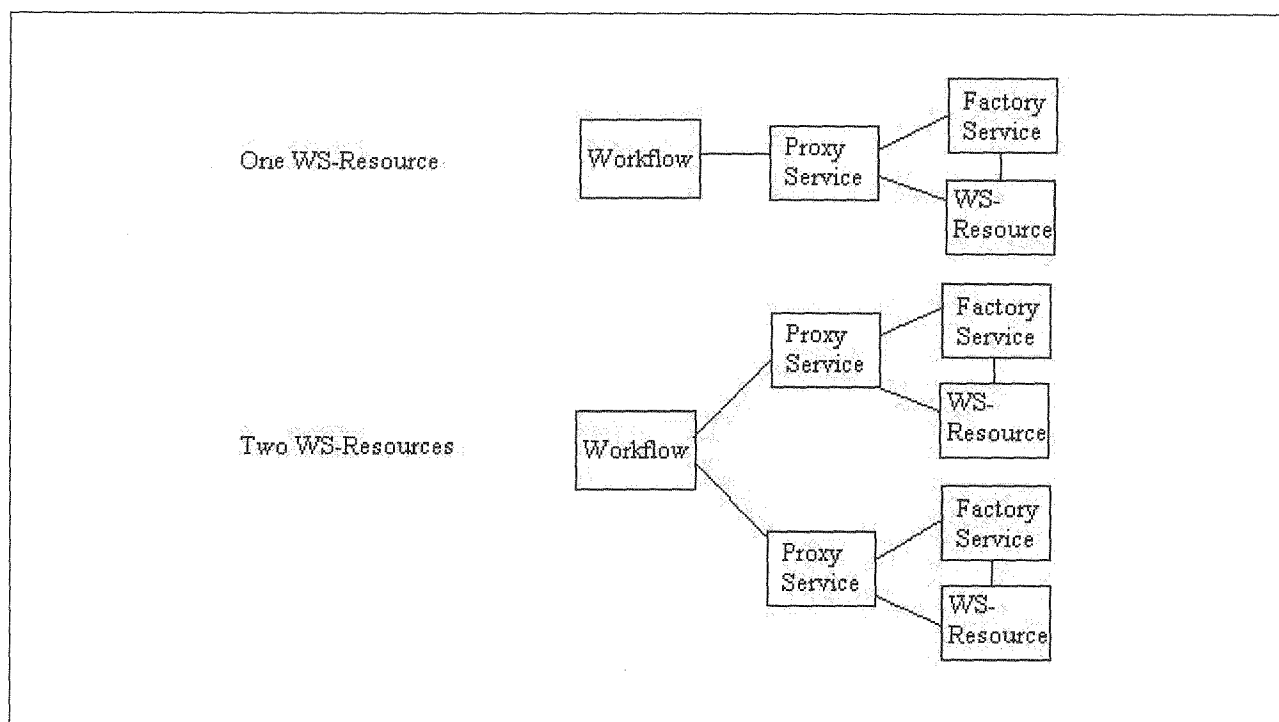 One WS-Resource
Workflow
Proxy
Service
Factory
Service
WS-
Resource
Two WS-Resources
Workflow
Proxy
Service
Factory
Service
WS-
Resource
Proxy
Service
Factory
Service
WS-
Resource